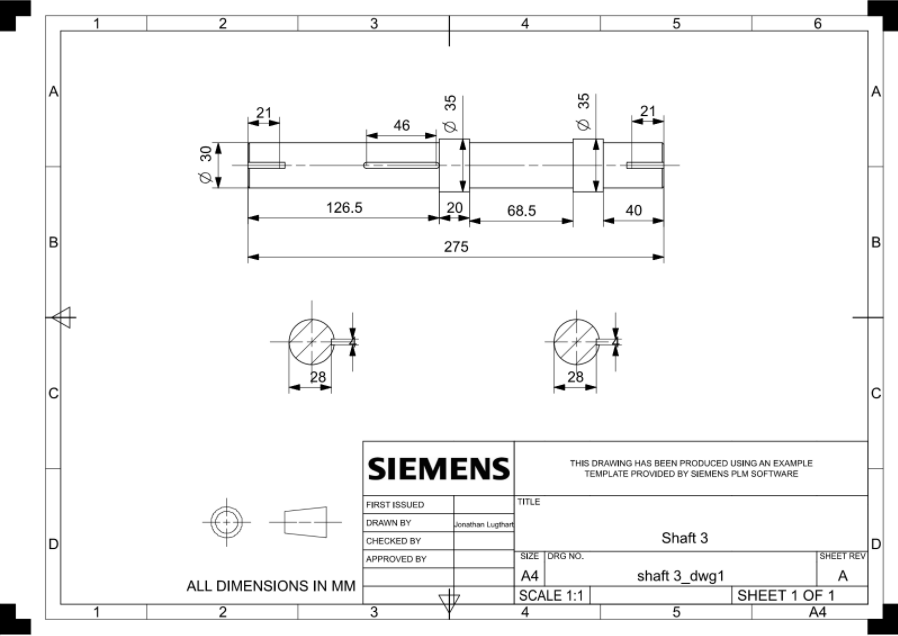 1 2 3 4 5 6
A A
21
46
Ø 35
Ø 35
21
Ø 30
126.5 20 68.5 40
B B
275
28 28
C C
SIEMENS
THIS DRAWING HAS BEEN PRODUCED USING AN EXAMPLE
TEMPLATE PROVIDED BY SIEMENS PLM SOFTWARE
FIRST ISSUED
DRAWN BY Jonathan Lugthart
CHECKED BY
APPROVED BY
TITLE
Shaft 3
D D
SIZE DRG NO. SHEET REV
A4 shaft 3_dwg1 A
SCALE 1:1 SHEET 1 OF 1
ALL DIMENSIONS IN MM
1 2 3 4 5 A4